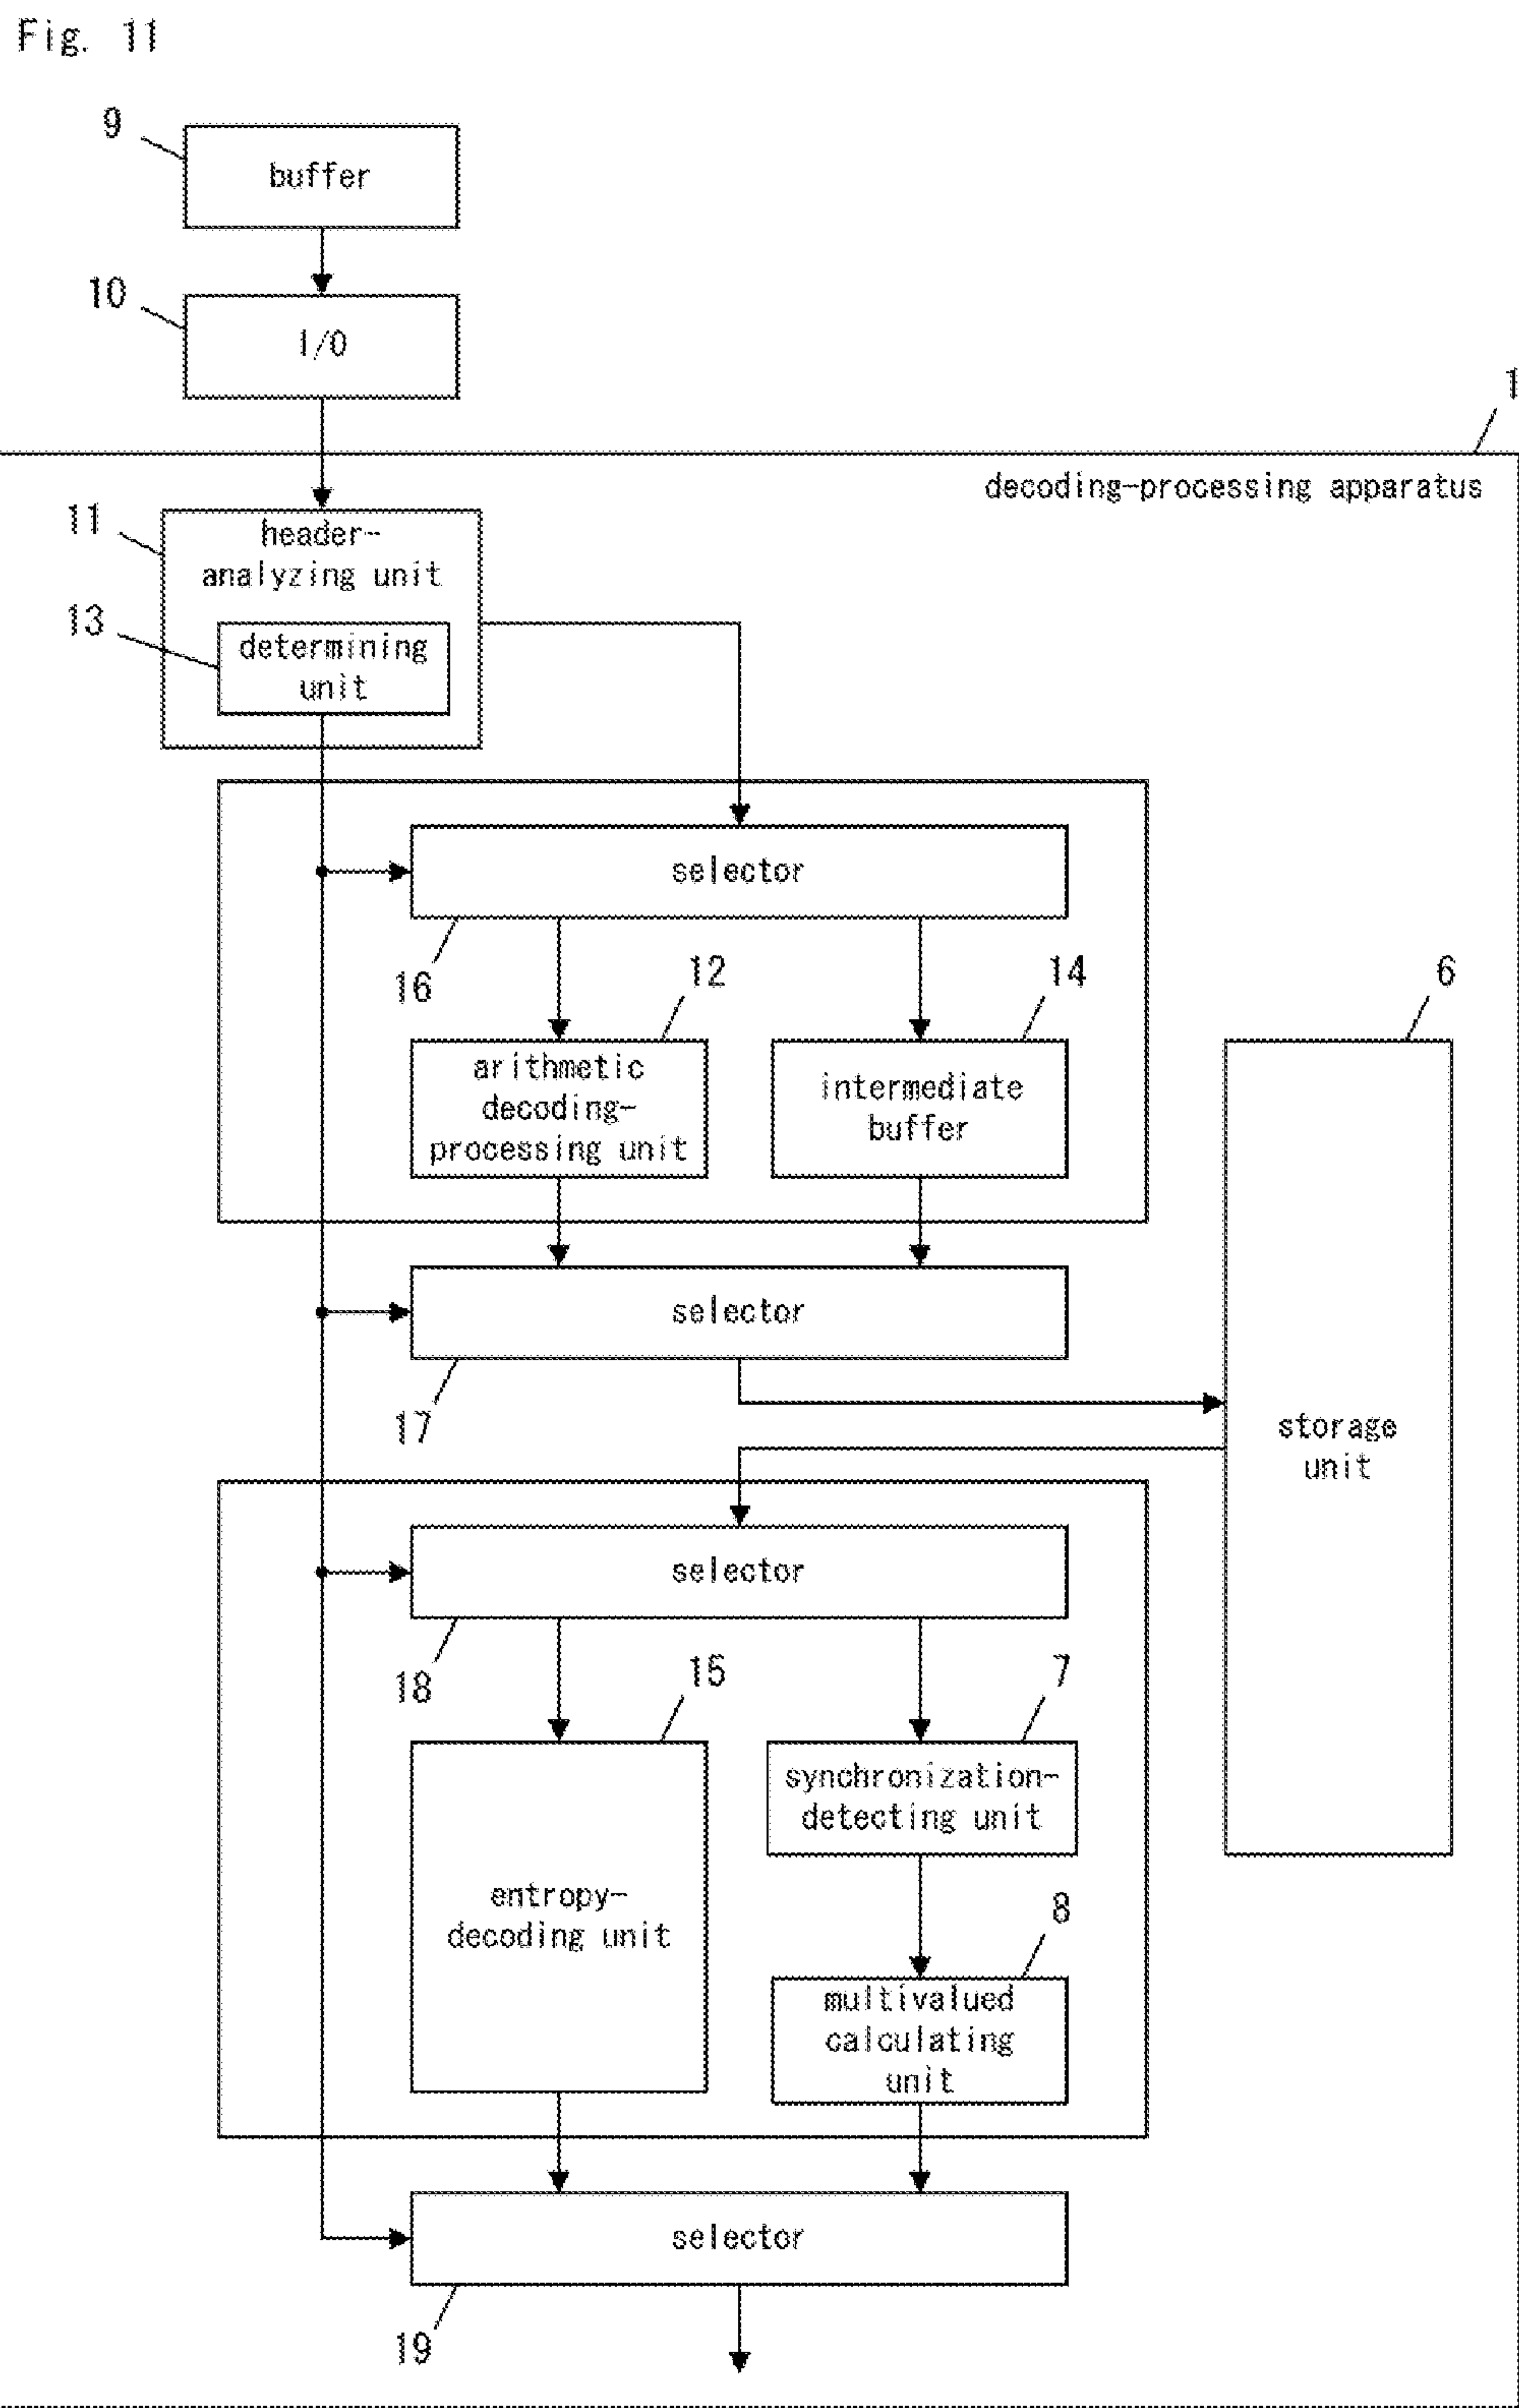 Fig. 11
9
buffer
10
I/O
1
decoding-processing apparatus
11
header-
analyzing unit
13
determining
unit
selector
16
12
14
6
arithmetic
decoding-
processing unit
intermediate
buffer
selector
17
storage
unit
selector
18
15
7
synchronization-
detecting unit
entropy-
decoding unit
8
multivalued
calculating
unit
selector
19